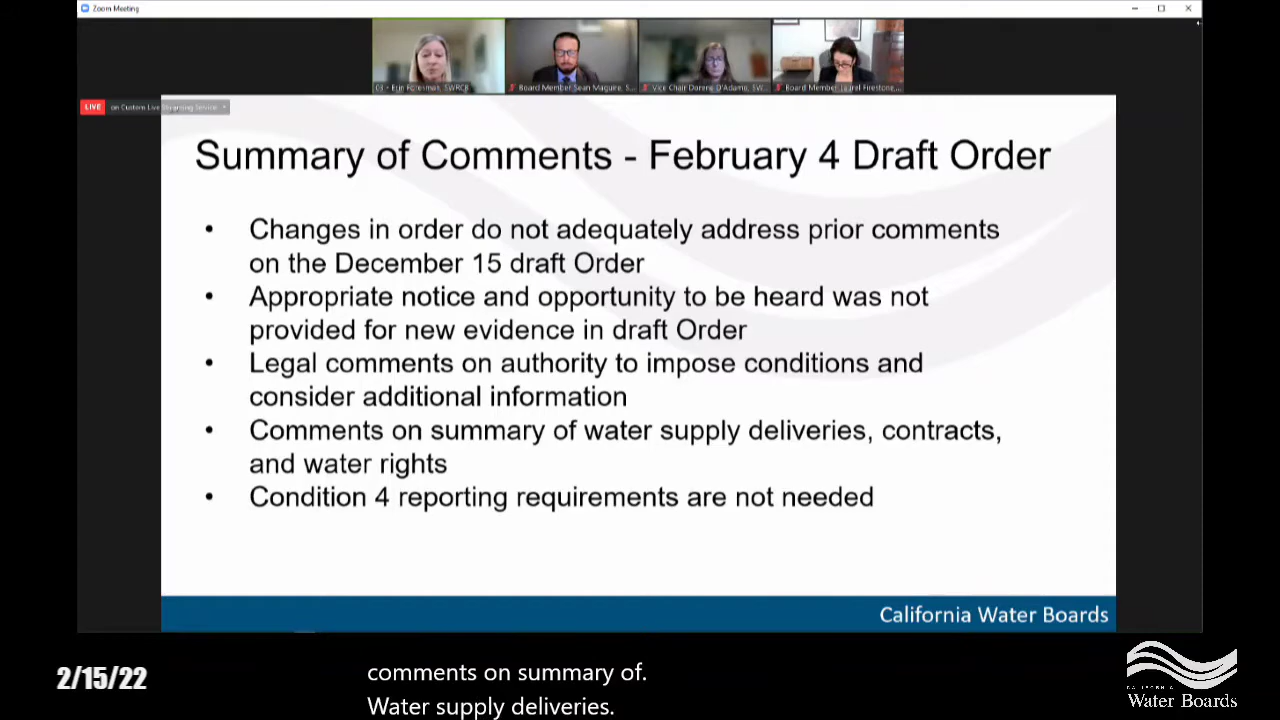 Zoom Meeting
03 - Erin Foresman, SWRCB
Board Member Sean Maguire, S...
Vice Chair Dorene D'Adamo, SW...
Board Member Laurel Firestone,...
LIVE on Custom Live Streaming Service
Summary of Comments - February 4 Draft Order
• Changes in order do not adequately address prior comments
on the December 15 draft Order
• Appropriate notice and opportunity to be heard was not
provided for new evidence in draft Order
• Legal comments on authority to impose conditions and
consider additional information
• Comments on summary of water supply deliveries, contracts,
and water rights
• Condition 4 reporting requirements are not needed
California Water Boards
2/15/22
comments on summary of.
Water supply deliveries.
CALIFORNIA
Water Boards